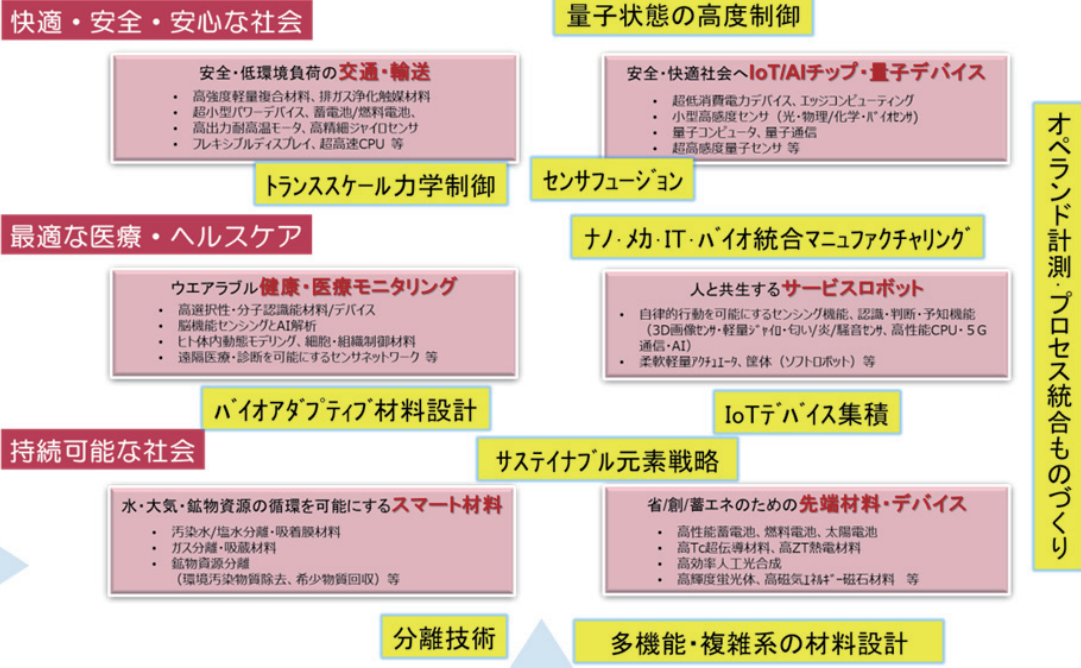 快適・安全・安心な社会
量子状態の高度制御
安全・低環境負荷の交通・輸送
• 高強度軽量複合材料、排ガス浄化触媒材料
• 超小型パワーデバイス、蓄電池/燃料電池、
• 高出力耐高温モータ、高精細ジャイロセンサ
• フレキシブルディスプレイ、超高速CPU 等
安全・快適社会へIoT/AIチップ・量子デバイス
• 超低消費電力デバイス、エッジコンピューティング
• 小型高感度センサ（光・物理/化学・ﾊﾞｲｵｾﾝｻ)
• 量子コンピュータ、量子通信
• 超高感度量子センサ 等
トランススケール力学制御
センサフュージョン
最適な医療・ヘルスケア
ナノ・メカ・IT・バイオ統合マニュファクチャリング
ウエアラブル健康・医療モニタリング
• 高選択性・分子認識能材料/デバイス
• 脳機能センシングとAI解析
• ヒト体内動態モデリング、細胞・組織制御材料
• 遠隔医療・診断を可能にするセンサネットワーク 等
人と共生するサービスロボット
• 自律的行動を可能にするセンシング機能、認識・判断・予知機能
（3D画像ｾﾝｻ・軽量ｼﾞｬｲﾛ・匂い/炎/騒音ｾﾝｻ、高性能CPU・５G
通信・AI）
• 柔軟軽量ｱｸﾁｭｴｰﾀ、筐体（ソフトロボット）等
バイオアダプティブ材料設計
IoTデバイス集積
持続可能な社会
サステイナブル元素戦略
水・大気・鉱物資源の循環を可能にするスマート材料
• 汚染水/塩水分離・吸着膜材料
• ガス分離・吸蔵材料
• 鉱物資源分離
（環境汚染物質除去、希少物質回収）等
省/創/蓄エネのための先端材料・デバイス
• 高性能蓄電池、燃料電池、太陽電池
• 高Tc超伝導材料、高ZT熱電材料
• 高効率人工光合成
• 高輝度蛍光体、高磁気ｴﾈﾙｷﾞｰ磁石材料 等
分離技術
多機能・複雑系の材料設計
オペランド計測・プロセス統合ものづくり